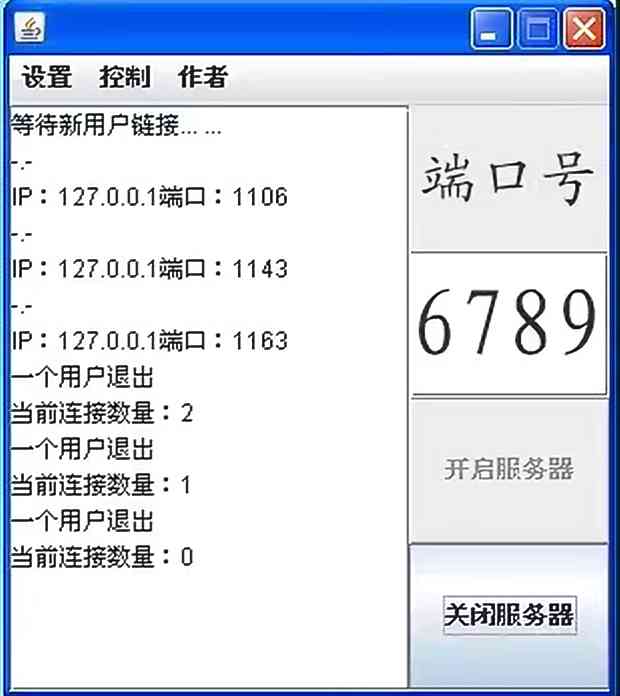 设置 控制 作者
等待新用户链接... ...
-.-
IP：127.0.0.1端口：1106
-.-
IP：127.0.0.1端口：1143
-.-
IP：127.0.0.1端口：1163
一个用户退出
当前连接数量：2
一个用户退出
当前连接数量：1
一个用户退出
当前连接数量：0
端口号
6789
开启服务器
关闭服务器